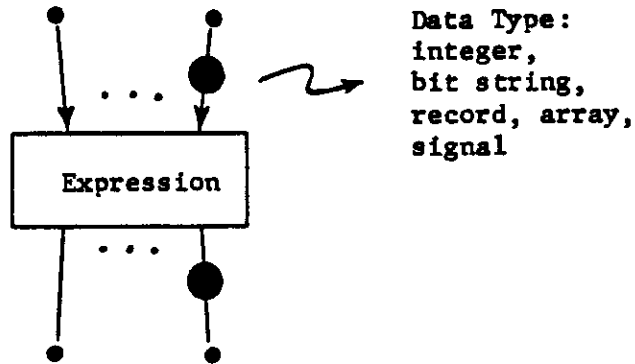 Data Type:
integer,
bit string,
record, array,
signal
Expression